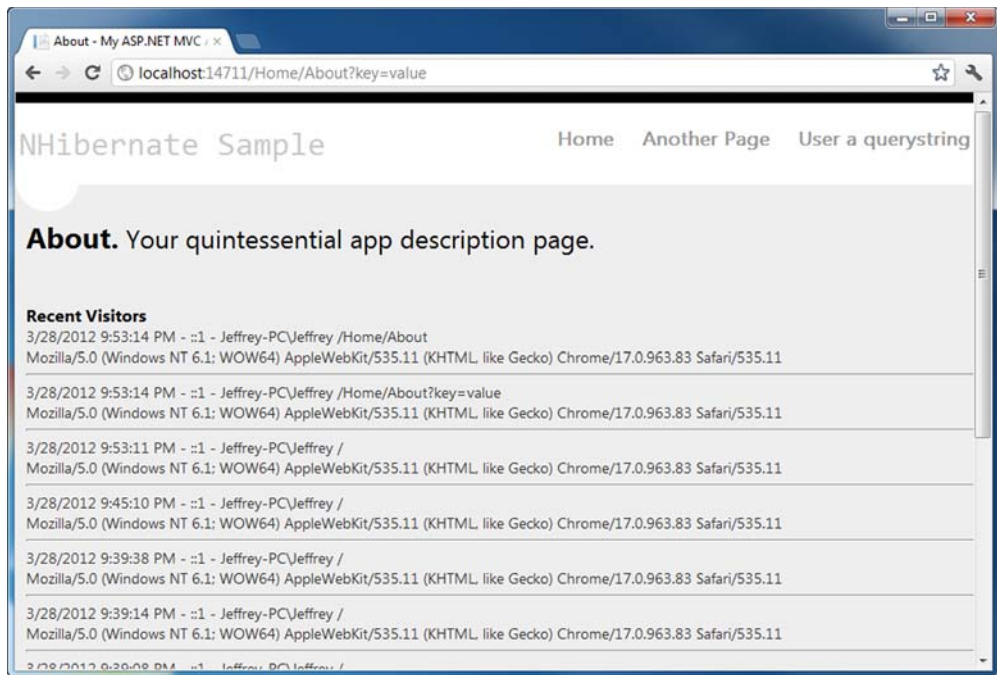 About - My ASP.NET MVC
localhost:14711/Home/About?key=value
NHibernate Sample
Home Another Page User a querystring
About. Your quintessential app description page.
Recent Visitors
3/28/2012 9:53:14 PM - ::1 - Jeffrey-PC\Jeffrey /Home/About
Mozilla/5.0 (Windows NT 6.1; WOW64) AppleWebKit/535.11 (KHTML, like Gecko) Chrome/17.0.963.83 Safari/535.11
3/28/2012 9:53:14 PM - ::1 - Jeffrey-PC\Jeffrey /Home/About?key=value
Mozilla/5.0 (Windows NT 6.1; WOW64) AppleWebKit/535.11 (KHTML, like Gecko) Chrome/17.0.963.83 Safari/535.11
3/28/2012 9:53:11 PM - ::1 - Jeffrey-PC\Jeffrey /
Mozilla/5.0 (Windows NT 6.1; WOW64) AppleWebKit/535.11 (KHTML, like Gecko) Chrome/17.0.963.83 Safari/535.11
3/28/2012 9:45:10 PM - ::1 - Jeffrey-PC\Jeffrey /
Mozilla/5.0 (Windows NT 6.1; WOW64) AppleWebKit/535.11 (KHTML, like Gecko) Chrome/17.0.963.83 Safari/535.11
3/28/2012 9:39:38 PM - ::1 - Jeffrey-PC\Jeffrey /
Mozilla/5.0 (Windows NT 6.1; WOW64) AppleWebKit/535.11 (KHTML, like Gecko) Chrome/17.0.963.83 Safari/535.11
3/28/2012 9:39:14 PM - ::1 - Jeffrey-PC\Jeffrey /
Mozilla/5.0 (Windows NT 6.1; WOW64) AppleWebKit/535.11 (KHTML, like Gecko) Chrome/17.0.963.83 Safari/535.11
3/28/2012 9:39:08 PM - ::1 - Jeffrey-PC\Jeffrey /